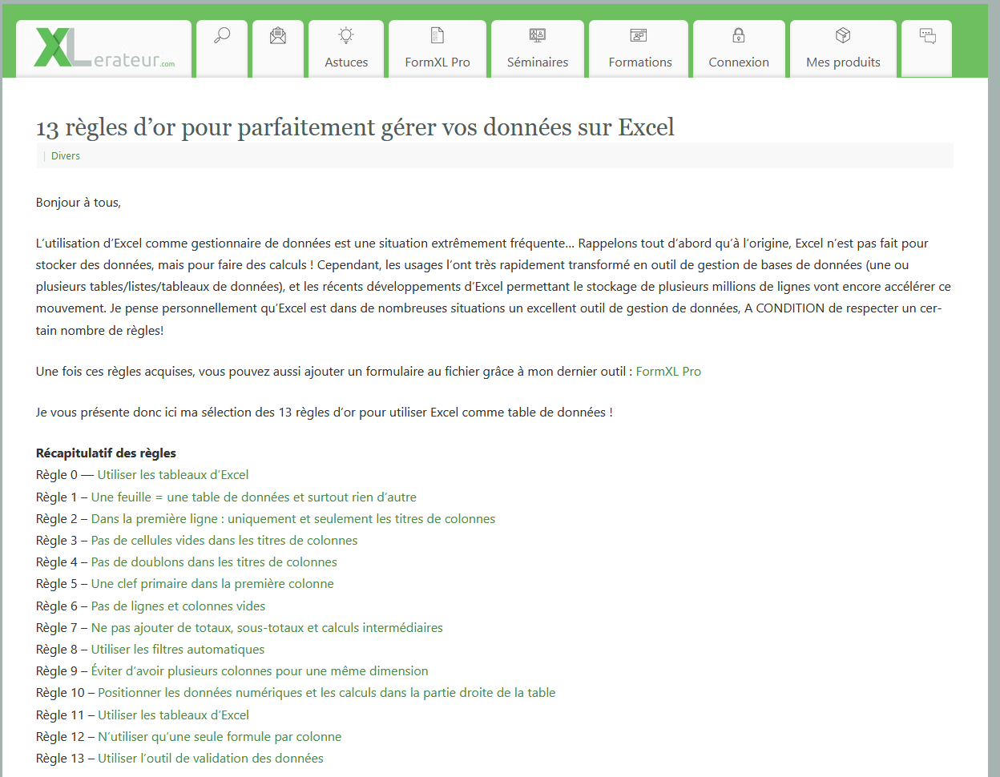 XLerateur.com
Astuces
FormXL Pro
Séminaires
Formations
Connexion
Mes produits
13 règles d’or pour parfaitement gérer vos données sur Excel
| Divers
Bonjour à tous,
L’utilisation d’Excel comme gestionnaire de données est une situation extrêmement fréquente… Rappelons tout d’abord qu’à l’origine, Excel n’est pas fait pour
stocker des données, mais pour faire des calculs ! Cependant, les usages l’ont très rapidement transformé en outil de gestion de bases de données (une ou
plusieurs tables/listes/tableaux de données), et les récents développements d’Excel permettant le stockage de plusieurs millions de lignes vont encore accélérer ce
mouvement. Je pense personnellement qu’Excel est dans de nombreuses situations un excellent outil de gestion de données, A CONDITION de respecter un cer-
tain nombre de règles!
Une fois ces règles acquises, vous pouvez aussi ajouter un formulaire au fichier grâce à mon dernier outil : FormXL Pro
Je vous présente donc ici ma sélection des 13 règles d’or pour utiliser Excel comme table de données !
Récapitulatif des règles
Règle 0 — Utiliser les tableaux d’Excel
Règle 1 – Une feuille = une table de données et surtout rien d’autre
Règle 2 – Dans la première ligne : uniquement et seulement les titres de colonnes
Règle 3 – Pas de cellules vides dans les titres de colonnes
Règle 4 – Pas de doublons dans les titres de colonnes
Règle 5 – Une clef primaire dans la première colonne
Règle 6 – Pas de lignes et colonnes vides
Règle 7 – Ne pas ajouter de totaux, sous-totaux et calculs intermédiaires
Règle 8 – Utiliser les filtres automatiques
Règle 9 – Éviter d’avoir plusieurs colonnes pour une même dimension
Règle 10 – Positionner les données numériques et les calculs dans la partie droite de la table
Règle 11 – Utiliser les tableaux d’Excel
Règle 12 – N’utiliser qu’une seule formule par colonne
Règle 13 – Utiliser l’outil de validation des données